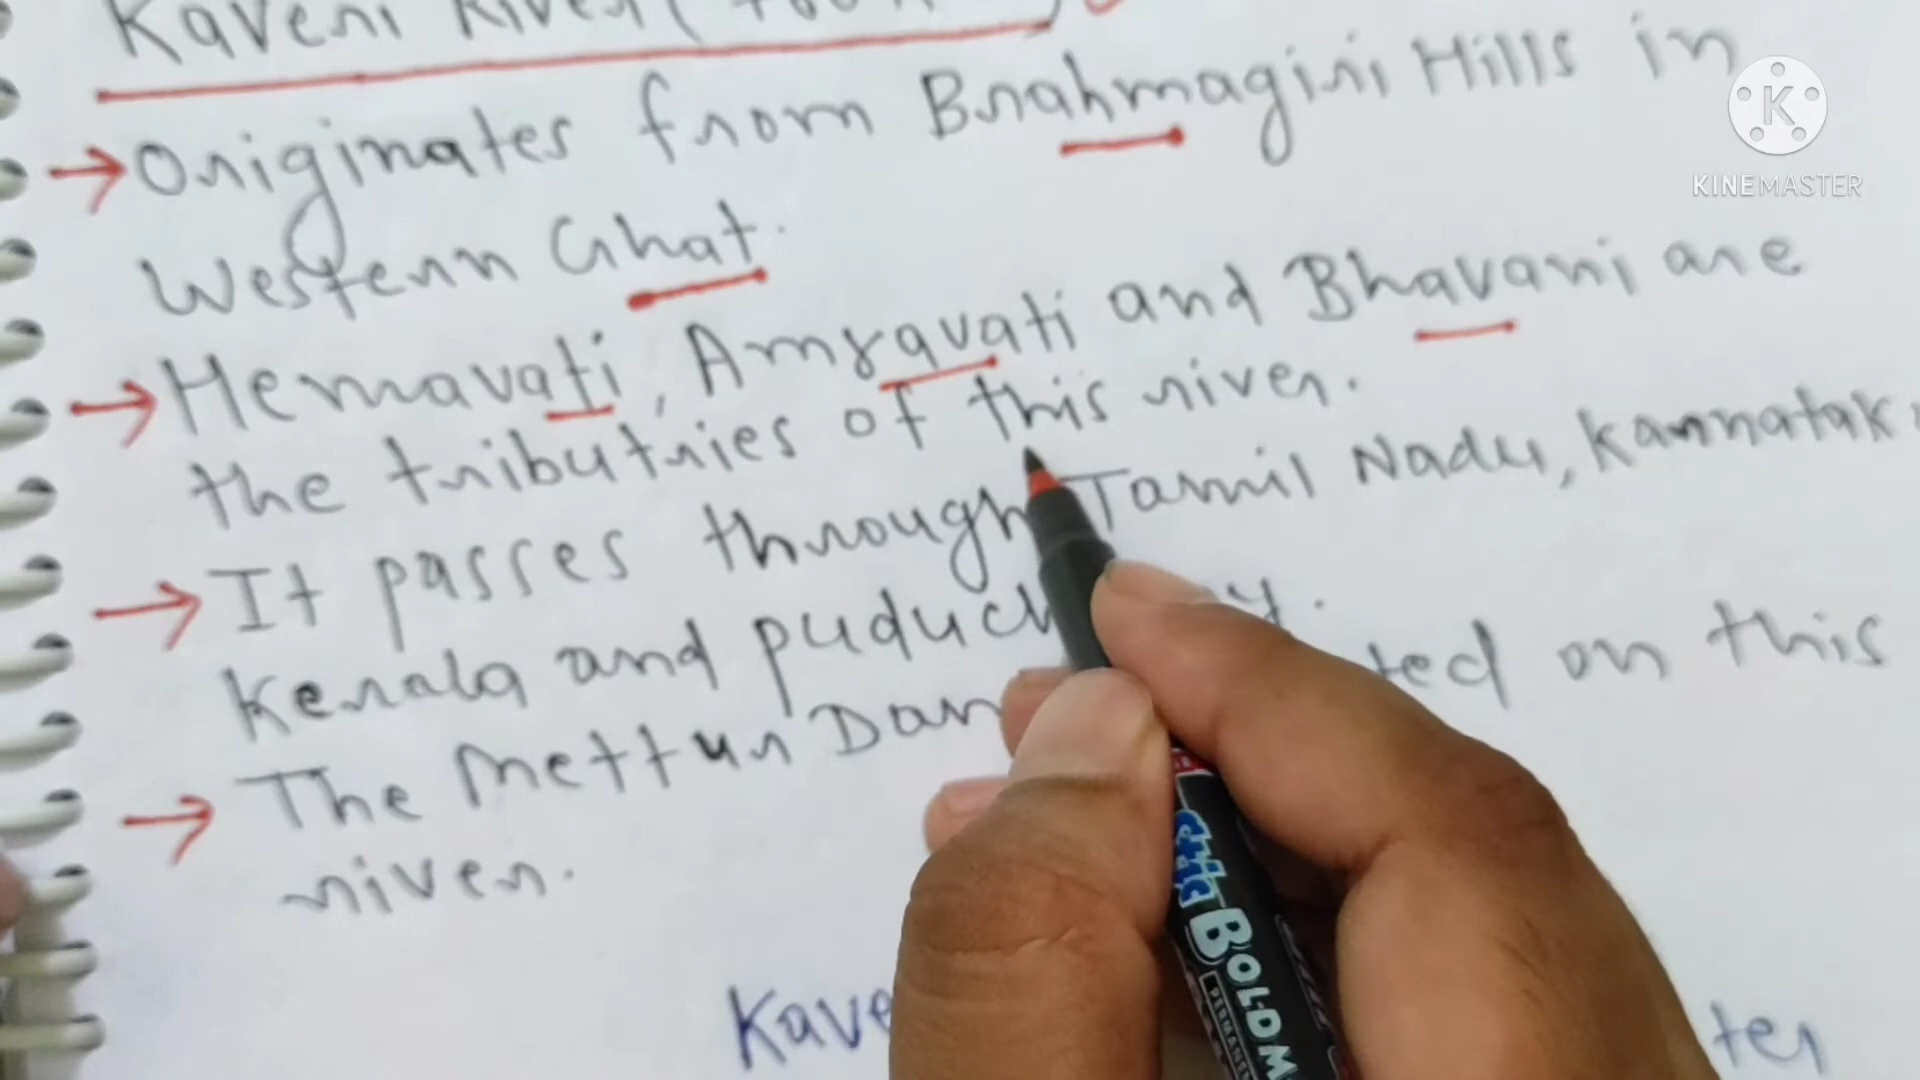 Kaveri River (
→ Originates from Brahmagiri Hills in
Western Ghat.
→ Hemavati, Amravati and Bhavani are
the tributries of this river.
→ It passes through Tamil Nadu, Karnatak
Kerala and puduch y.
→ The Mettur Dam ted on this
river.
Kave
ter
KINEMASTER
BOLDM
PERMANEN